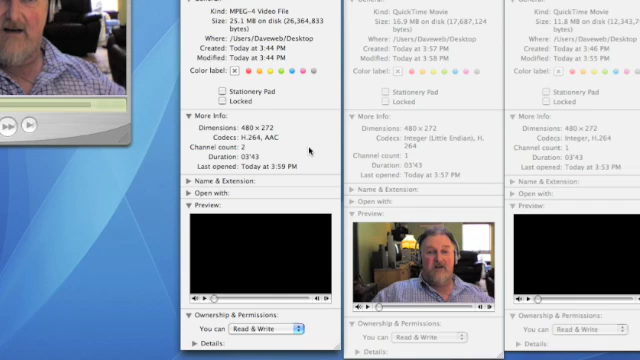 Kind: MPEG-4 Video File
Size: 25.1 MB on disk (26,364,833
bytes)
Where: /Users/Daveweb/Desktop
Created: Today at 3:44 PM
Modified: Today at 3:44 PM
Color label:
Stationery Pad
Locked
More Info:
Dimensions: 480 × 272
Codecs: H.264, AAC
Channel count: 2
Duration: 03'43
Last opened: Today at 3:59 PM
Name & Extension:
Open with:
Preview:
Ownership & Permissions:
You can Read & Write
Details:
Kind: QuickTime Movie
Size: 16.9 MB on disk (17,687,124
bytes)
Where: /Users/Daveweb/Desktop
Created: Today at 3:57 PM
Modified: Today at 3:58 PM
Color label:
Stationery Pad
Locked
More Info:
Dimensions: 480 × 272
Codecs: Integer (Little Endian), H.
264
Channel count: 1
Duration: 03'43
Last opened: Today at 3:57 PM
Name & Extension:
Open with:
Preview:
Ownership & Permissions:
You can Read & Write
Details:
Kind: QuickTime Movie
Size: 11.8 MB on disk
bytes)
Where: /Users/Daveweb/Desktop
Created: Today at 3:46 PM
Modified: Today at 3:55 PM
Color label:
Stationery Pad
Locked
More Info:
Dimensions: 480 × 272
Codecs: Integer, H.264
Channel count: 1
Duration: 03'43
Last opened: Today at 3:53 PM
Name & Extension:
Open with:
Preview:
Ownership & Permissions:
You can Read & Write
Details: